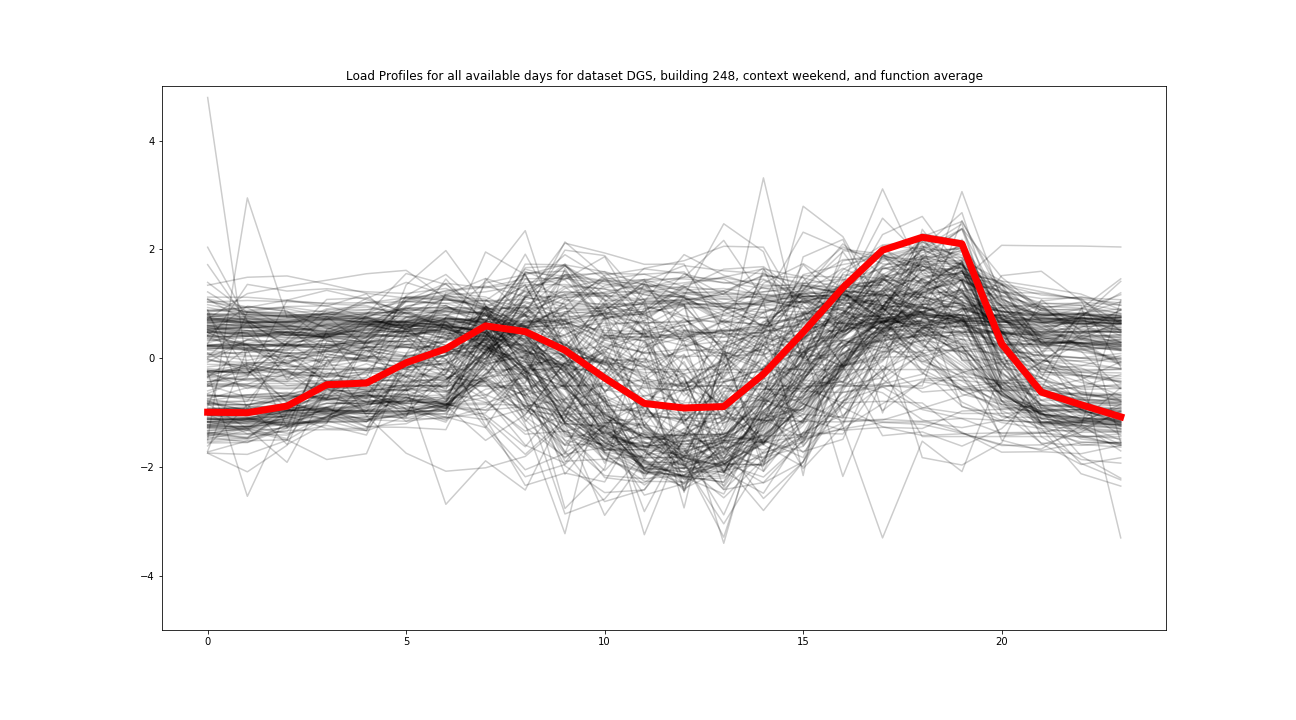 Load Profiles for all available days for dataset DGS, building 248, context weekend, and function average
4
2
0
−2
−4
0 5 10 15 20